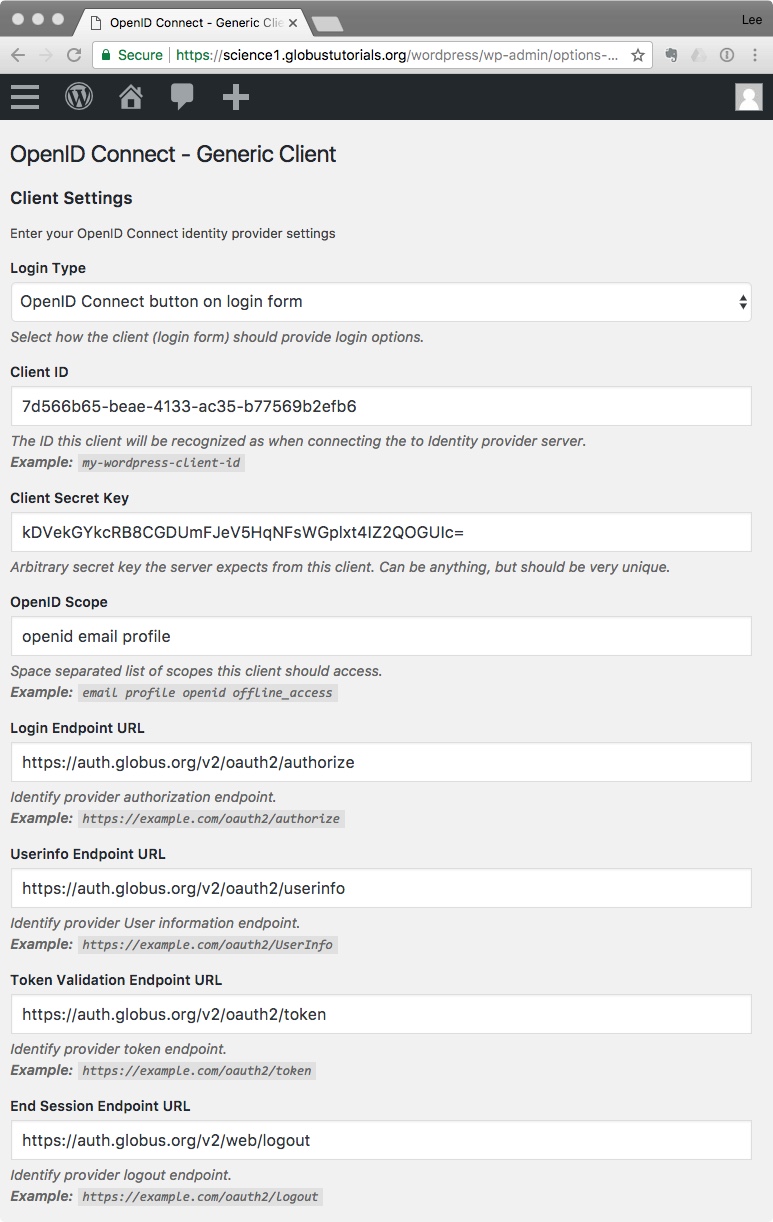 OpenID Connect - Generic Clie
Lee
Secure
https://science1.globustutorials.org/wordpress/wp-admin/options-...
OpenID Connect - Generic Client
Client Settings
Enter your OpenID Connect identity provider settings
Login Type
OpenID Connect button on login form
Select how the client (login form) should provide login options.
Client ID
7d566b65-beae-4133-ac35-b77569b2efb6
The ID this client will be recognized as when connecting the to Identity provider server.
Example: my-wordpress-client-id
Client Secret Key
kDVekGYkcRB8CGDUmFJeV5HqNFsWGplxt4IZ2QOGUIc=
Arbitrary secret key the server expects from this client. Can be anything, but should be very unique.
OpenID Scope
openid email profile
Space separated list of scopes this client should access.
Example: email profile openid offline_access
Login Endpoint URL
https://auth.globus.org/v2/oauth2/authorize
Identify provider authorization endpoint.
Example: https://example.com/oauth2/authorize
Userinfo Endpoint URL
https://auth.globus.org/v2/oauth2/userinfo
Identify provider User information endpoint.
Example: https://example.com/oauth2/UserInfo
Token Validation Endpoint URL
https://auth.globus.org/v2/oauth2/token
Identify provider token endpoint.
Example: https://example.com/oauth2/token
End Session Endpoint URL
https://auth.globus.org/v2/web/logout
Identify provider logout endpoint.
Example: https://example.com/oauth2/logout